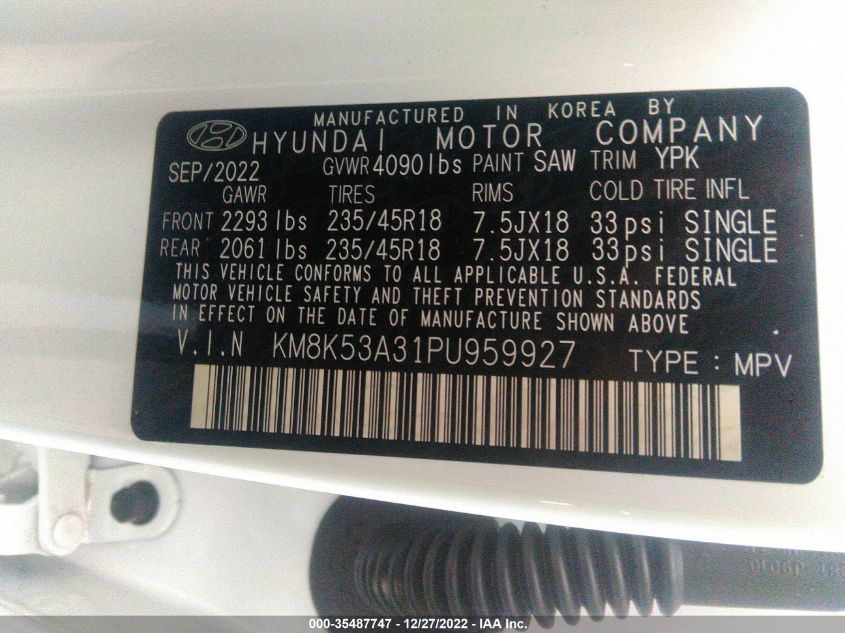 MANUFACTURED IN KOREA BY
HYUNDAI MOTOR COMPANY
SEP/2022 GVWR 4090 lbs PAINT SAW TRIM YPK
GAWR TIRES RIMS COLD TIRE INFL
FRONT 2293 lbs 235/45R18 7.5JX18 33psi SINGLE
REAR 2061 lbs 235/45R18 7.5JX18 33psi SINGLE
THIS VEHICLE CONFORMS TO ALL APPLICABLE U.S.A. FEDERAL
MOTOR VEHICLE SAFETY AND THEFT PREVENTION STANDARDS
IN EFFECT ON THE DATE OF MANUFACTURE SHOWN ABOVE
V.I.N KM8K53A31PU959927 TYPE : MPV
000-35487747 - 12/27/2022 - IAA Inc.